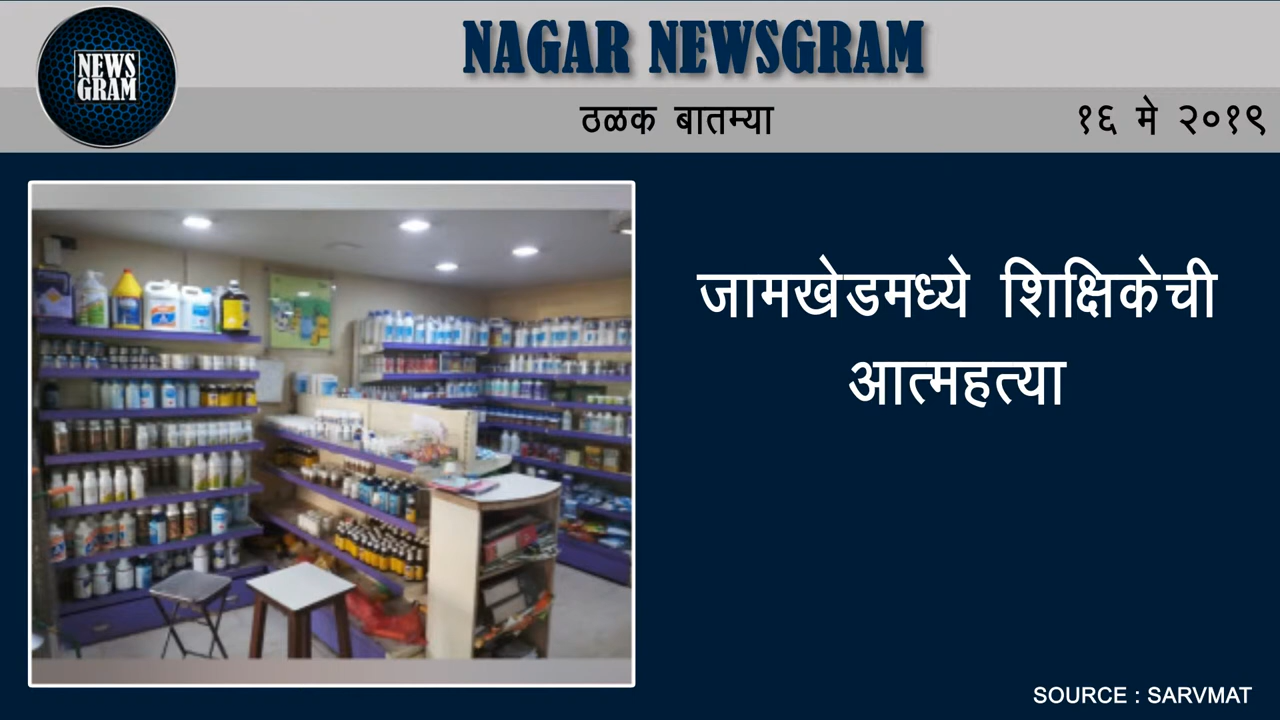 NEWS
GRAM
NAGAR NEWSGRAM
ठळक बातम्या
१६ मे २०१९
जामखेडमध्ये शिक्षिकेची
आत्महत्या
SOURCE : SARVMAT